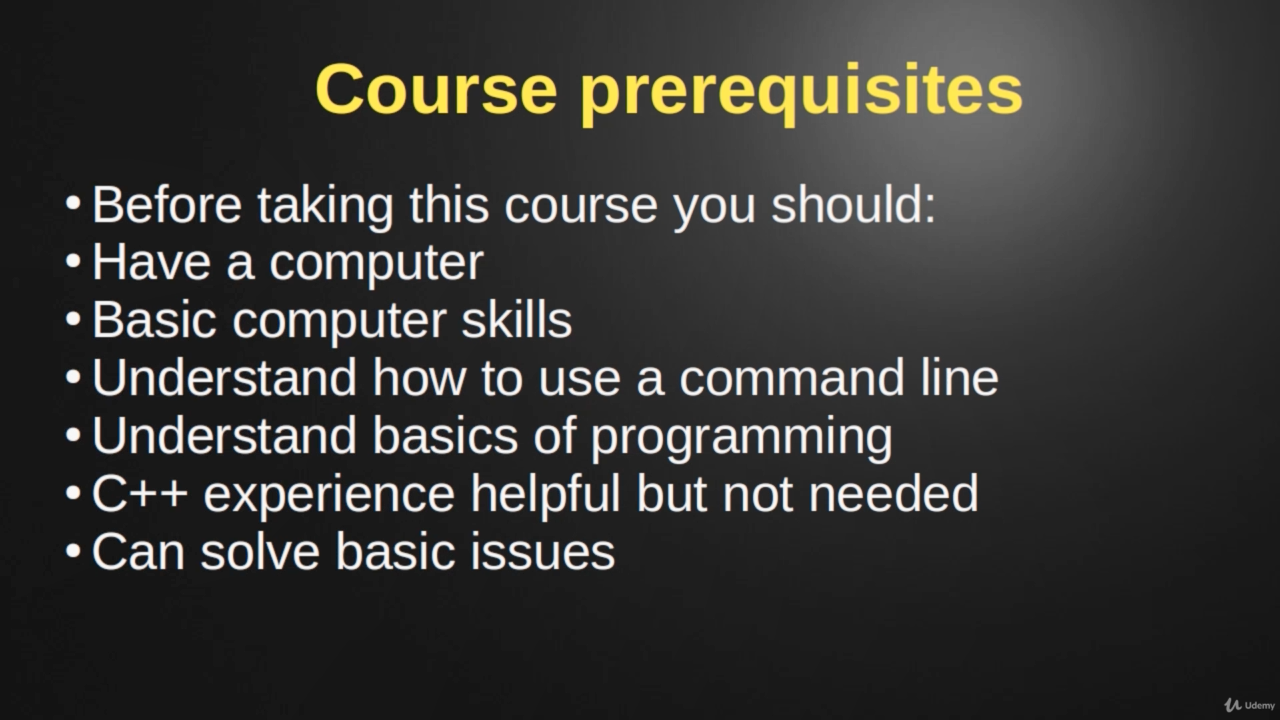 Course prerequisites
• Before taking this course you should:
• Have a computer
• Basic computer skills
• Understand how to use a command line
• Understand basics of programming
• C++ experience helpful but not needed
• Can solve basic issues
Udemy